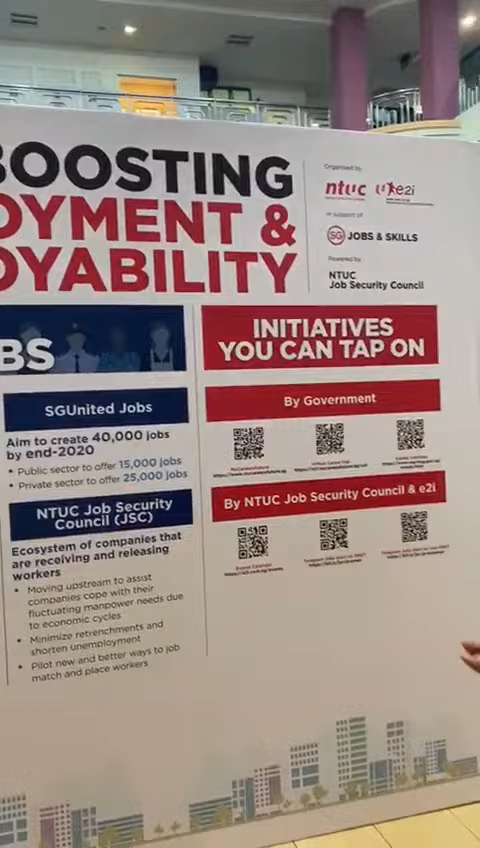 BOOSTING
OYMENT &
OYABILITY
Organised by
ntuc e2i
In support of
SG JOBS & SKILLS
Powered by
NTUC
Job Security Council
BS
SGUnited Jobs
Aim to create 40,000 jobs
by end-2020
• Public sector to offer 15,000 jobs
• Private sector to offer 25,000 jobs
NTUC Job Security
Council (JSC)
Ecosystem of companies that
are receiving and releasing
workers
• Moving upstream to assist
companies cope with their
fluctuating manpower needs due
to economic cycles
• Minimize retrenchments and
shorten unemployment
• Pilot new and better ways to job
match and place workers
INITIATIVES
YOU CAN TAP ON
By Government
By NTUC Job Security Council & e2i
Events Calendar